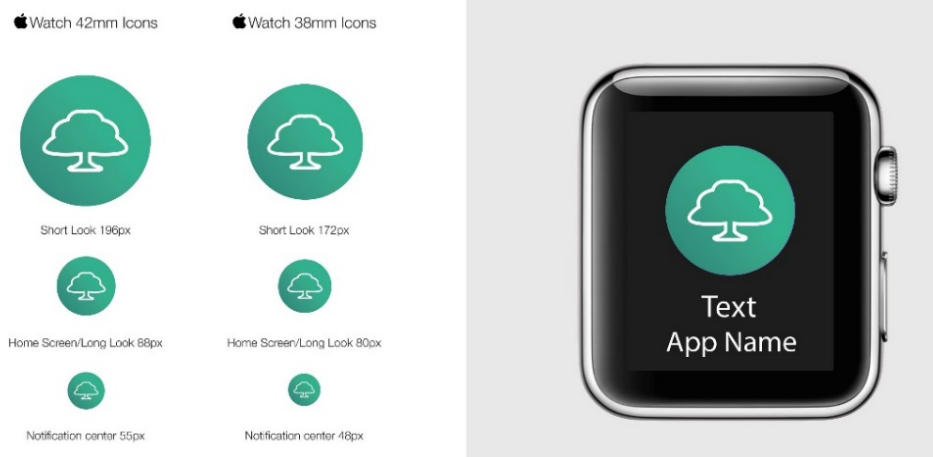 Watch 42mm Icons
Short Look 196px
Home Screen/Long Look 88px
Notification center 55px
Watch 38mm Icons
Short Look 172px
Home Screen/Long Look 80px
Notification center 48px
Text
App Name